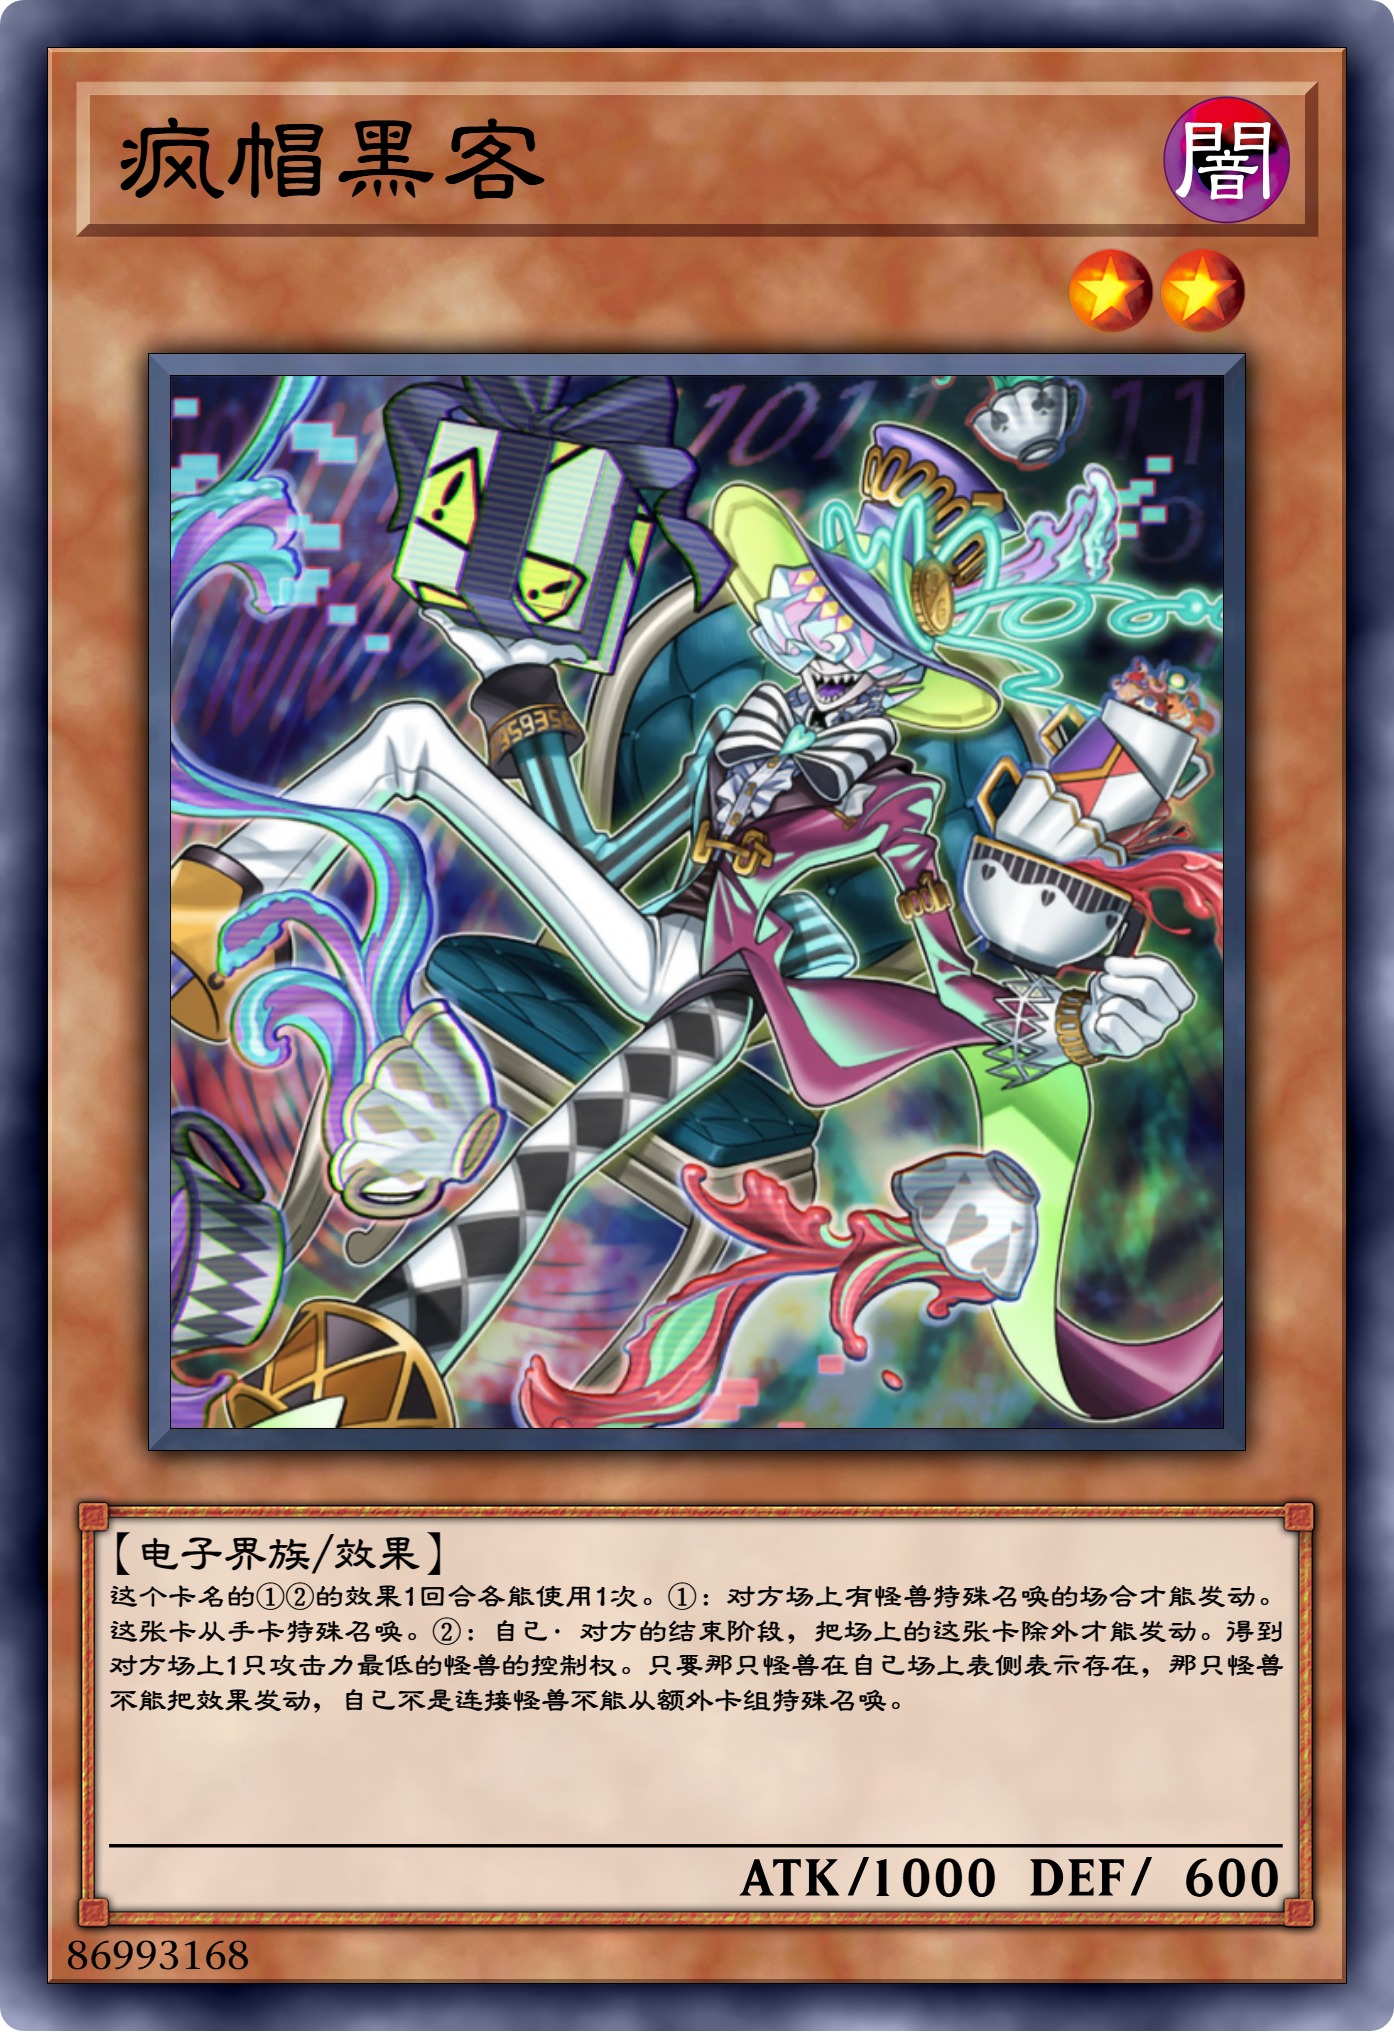 疯帽黑客
闇
1011 11
359356
【电子界族/效果】
这个卡名的①②的效果1回合各能使用1次。①：对方场上有怪兽特殊召唤的场合才能发动。
这张卡从手卡特殊召唤。②：自己·对方的结束阶段，把场上的这张卡除外才能发动。得到
对方场上1只攻击力最低的怪兽的控制权。只要那只怪兽在自己场上表侧表示存在，那只怪兽
不能把效果发动，自己不是连接怪兽不能从额外卡组特殊召唤。
ATK/1000 DEF/ 600
86993168